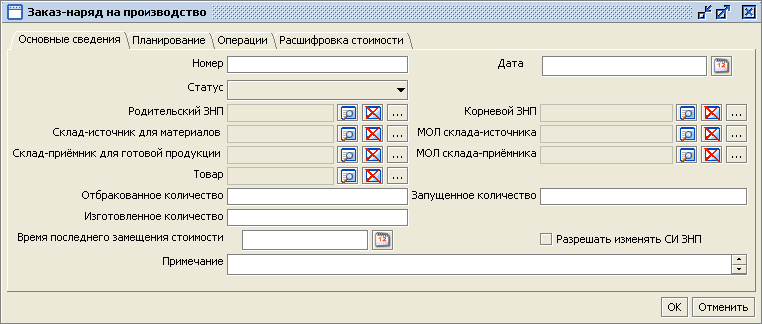 Заказ-наряд на производство
Основные сведения Планирование Операции Расшифровка стоимости
Номер Дата 12
Статус
Родительский ЗНП ... Корневой ЗНП ...
Склад-источник для материалов ... МОЛ склада-источника ...
Склад-приёмник для готовой продукции ... МОЛ склада-приёмника ...
Товар ...
Отбракованное количество Запущенное количество
Изготовленное количество
Время последнего замещения стоимости 12 Разрешать изменять СИ ЗНП
Примечание
OK Отменить